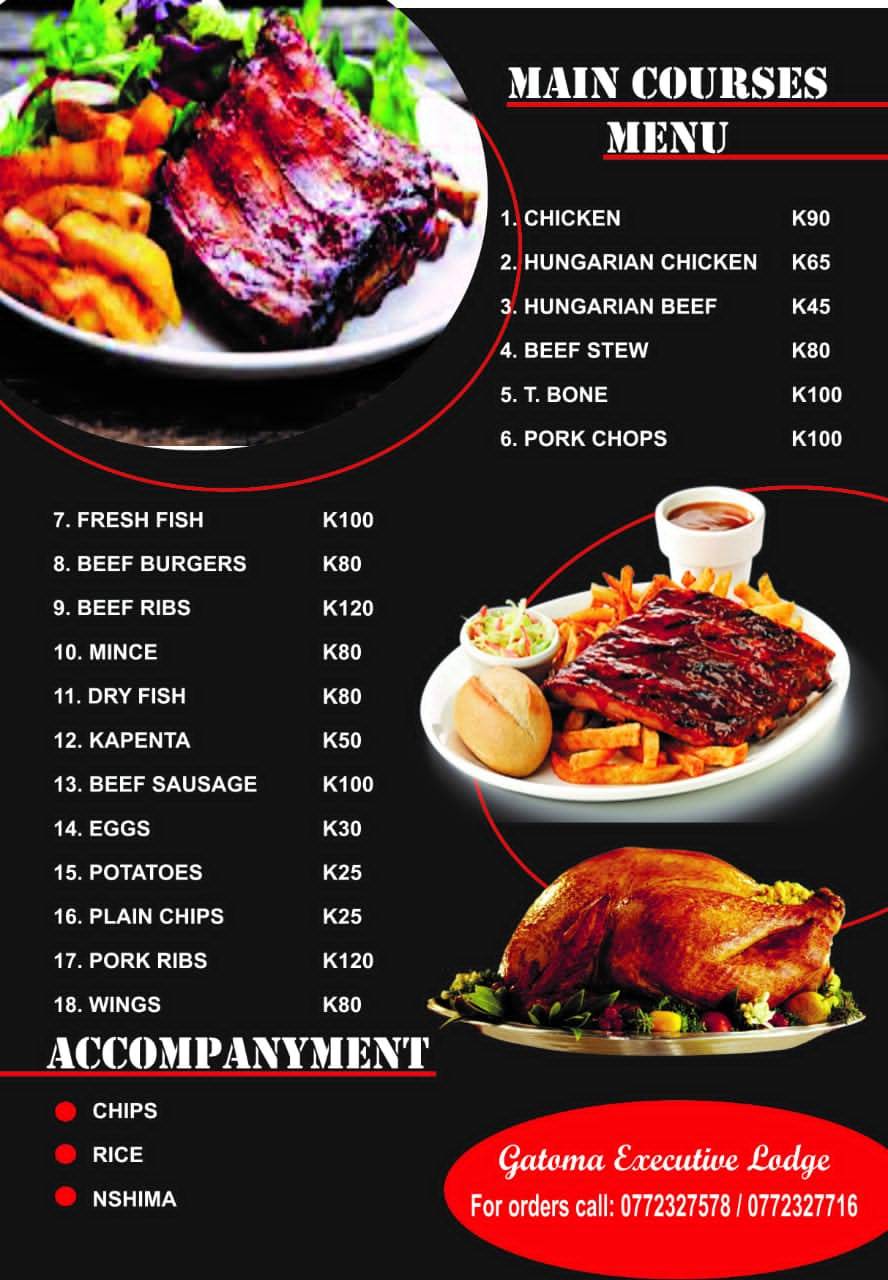 MAIN COURSES
MENU
1. CHICKEN K90
2. HUNGARIAN CHICKEN K65
3. HUNGARIAN BEEF K45
4. BEEF STEW K80
5. T. BONE K100
6. PORK CHOPS K100
7. FRESH FISH K100
8. BEEF BURGERS K80
9. BEEF RIBS K120
10. MINCE K80
11. DRY FISH K80
12. KAPENTA K50
13. BEEF SAUSAGE K100
14. EGGS K30
15. POTATOES K25
16. PLAIN CHIPS K25
17. PORK RIBS K120
18. WINGS K80
ACCOMPANYMENT
CHIPS
RICE
NSHIMA
Gatoma Executive Lodge
For orders call: 0772327578 / 0772327716